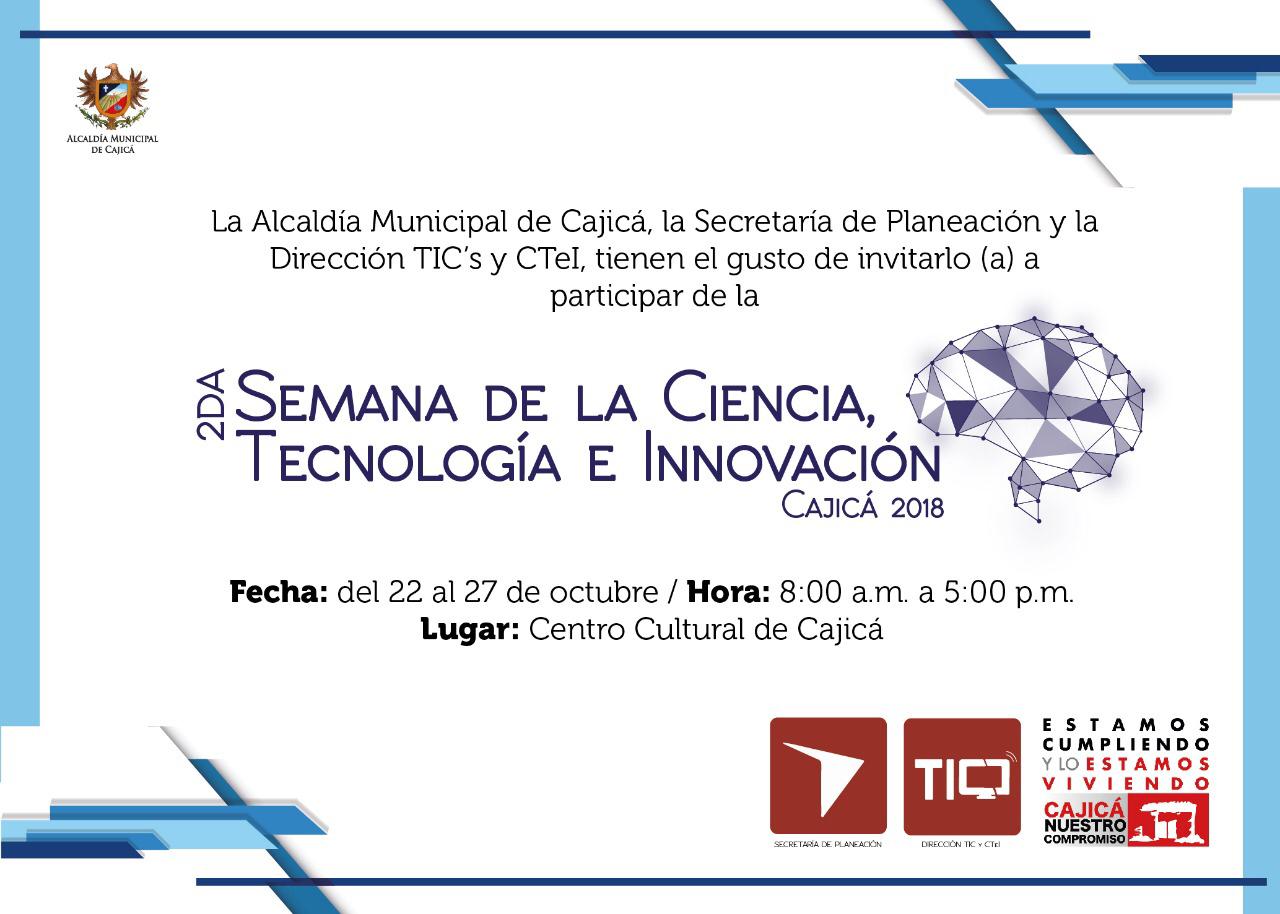 ALCALDÍA MUNICIPAL
DE CAJICÁ
La Alcaldía Municipal de Cajicá, la Secretaría de Planeación y la
Dirección TIC's y CTeI, tienen el gusto de invitarlo (a) a
participar de la
2DA
SEMANA DE LA CIENCIA,
TECNOLOGÍA E INNOVACIÓN
CAJICÁ 2018
Fecha: del 22 al 27 de octubre / Hora: 8:00 a.m. a 5:00 p.m.
Lugar: Centro Cultural de Cajicá
SECRETARÍA DE PLANEACIÓN
TIC
DIRECCIÓN TIC Y CTeI
ESTAMOS
CUMPLIENDO
Y LO ESTAMOS
VIVIENDO
CAJICÁ
NUESTRO
COMPROMISO